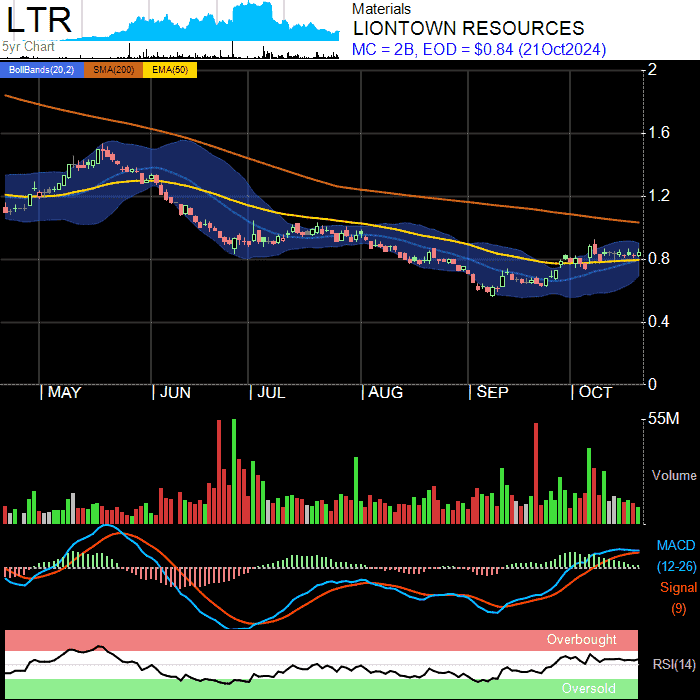 LTR
5yr Chart
Materials
LIONTOWN RESOURCES
MC = 2B, EOD = $0.84 (21Oct2024)
BollBands(20,2) SMA(200) EMA(50)
2
1.6
1.2
0.8
0.4
0
MAY JUN JUL AUG SEP OCT
55M
Volume
MACD
(12-26)
Signal
(9)
Overbought
RSI(14)
Oversold